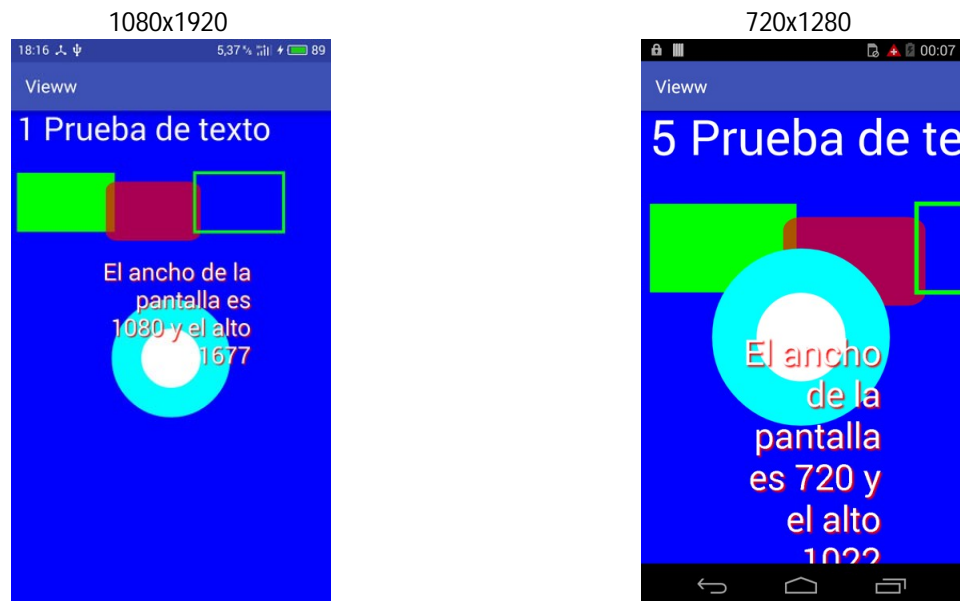 1080x1920
18:16 5,37 % 89
Vieww
1 Prueba de texto
El ancho de la
pantalla es
1080 y el alto
1677
720x1280
00:07
Vieww
5 Prueba de te
El ancho
de la
pantalla
es 720 y
el alto
1022